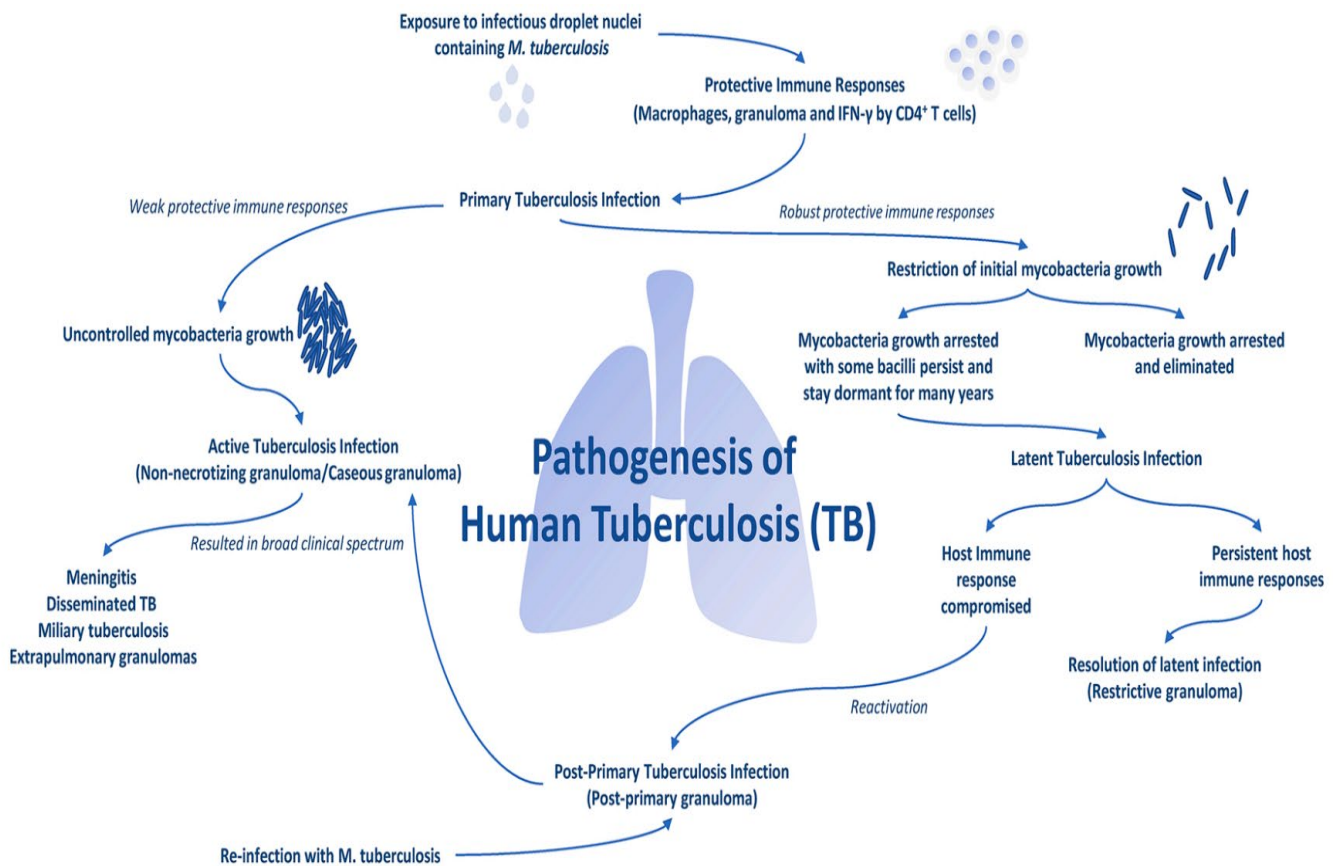 Exposure to infectious droplet nuclei
containing M. tuberculosis
Protective Immune Responses
(Macrophages, granuloma and IFN-γ by CD4⁺ T cells)
Primary Tuberculosis Infection
Weak protective immune responses
Robust protective immune responses
Restriction of initial mycobacteria growth
Uncontrolled mycobacteria growth
Mycobacteria growth arrested
with some bacilli persist and
stay dormant for many years
Mycobacteria growth arrested
and eliminated
Active Tuberculosis Infection
(Non-necrotizing granuloma/Caseous granuloma)
Pathogenesis of
Human Tuberculosis (TB)
Latent Tuberculosis Infection
Resulted in broad clinical spectrum
Meningitis
Disseminated TB
Miliary tuberculosis
Extrapulmonary granulomas
Host Immune
response
compromised
Persistent host
immune responses
Resolution of latent infection
(Restrictive granuloma)
Reactivation
Post-Primary Tuberculosis Infection
(Post-primary granuloma)
Re-infection with M. tuberculosis